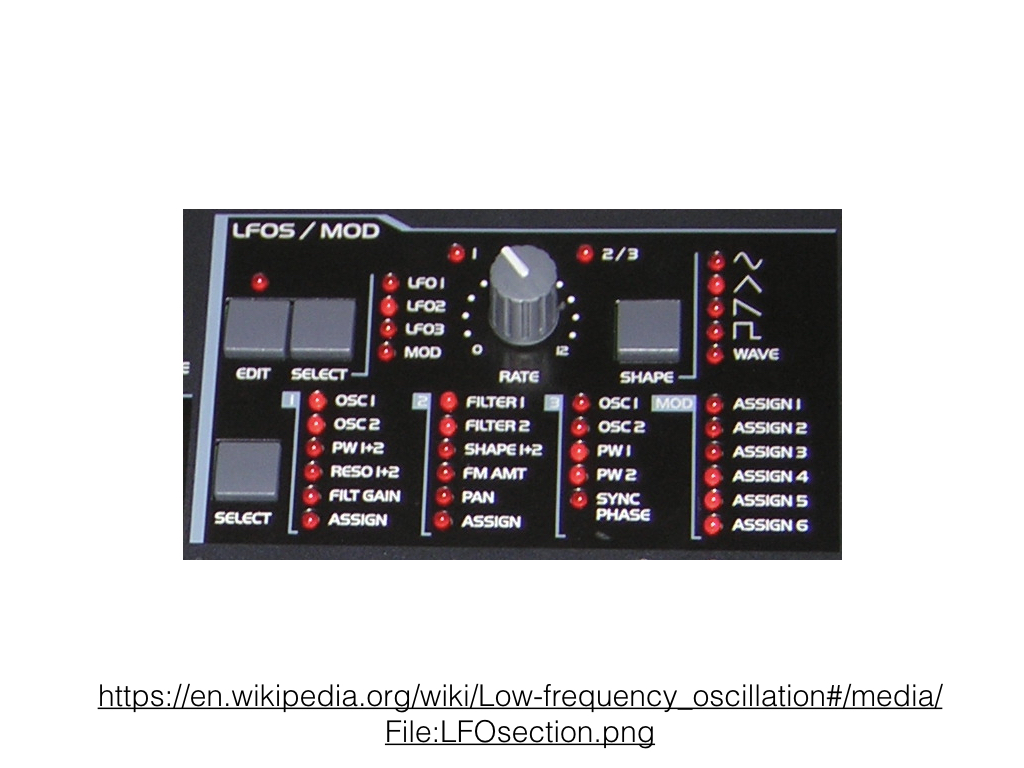 LFOS / MOD
1
2/3
LFO1
LFO2
LFO3
MOD
0
12
WAVE
EDIT
SELECT
RATE
SHAPE
1
OSC 1
OSC 2
PW 1+2
RESO 1+2
FILT GAIN
ASSIGN
2
FILTER 1
FILTER 2
SHAPE 1+2
FM AMT
PAN
ASSIGN
3
OSC 1
OSC 2
PW 1
PW 2
SYNC
PHASE
MOD
ASSIGN 1
ASSIGN 2
ASSIGN 3
ASSIGN 4
ASSIGN 5
ASSIGN 6
SELECT
https://en.wikipedia.org/wiki/Low-frequency_oscillation#/media/
File:LFOsection.png